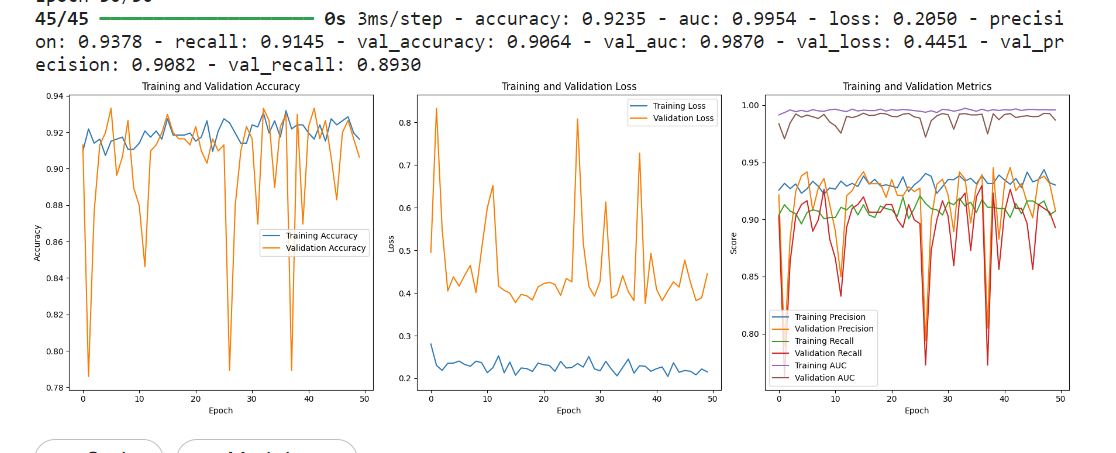 45/45 ━━━━━━━━━━━━━━━━━━━━ 0s 3ms/step - accuracy: 0.9235 - auc: 0.9954 - loss: 0.2050 - precisi
on: 0.9378 - recall: 0.9145 - val_accuracy: 0.9064 - val_auc: 0.9870 - val_loss: 0.4451 - val_pr
ecision: 0.9082 - val_recall: 0.8930
Training and Validation Accuracy
0.94
0.92
0.90
0.88
0.86
0.84
0.82
0.80
0.78
Accuracy
Training Accuracy
Validation Accuracy
0
10
20
30
40
50
Epoch
Training and Validation Loss
0.8
0.7
0.6
0.5
0.4
0.3
0.2
Loss
Training Loss
Validation Loss
0
10
20
30
40
50
Epoch
Training and Validation Metrics
1.00
0.95
0.90
0.85
0.80
Score
Training Precision
Validation Precision
Training Recall
Validation Recall
Training AUC
Validation AUC
0
10
20
30
40
50
Epoch